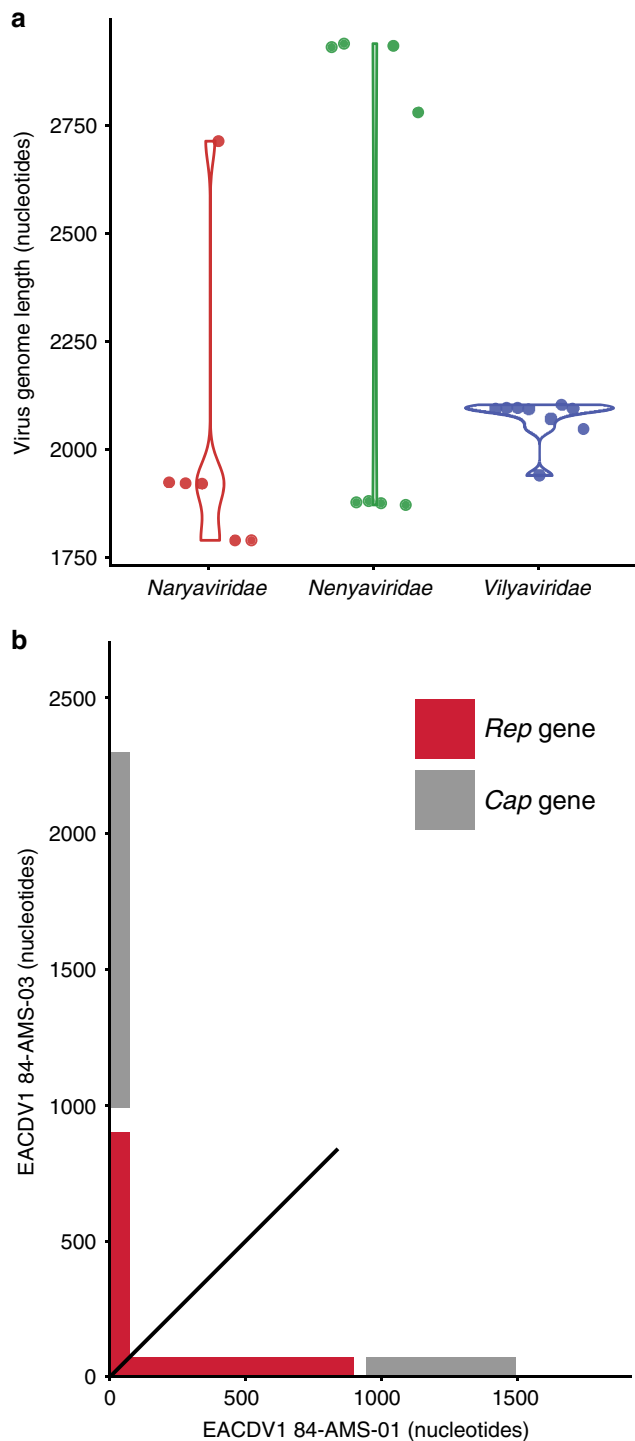 a
Virus genome length (nucleotides)
2750
2500
2250
2000
1750
Naryaviridae
Nenyaviridae
Vilyaviridae
b
EACDV1 84-AMS-03 (nucleotides)
2500
2000
1500
1000
500
0
Rep gene
Cap gene
0
500
1000
1500
EACDV1 84-AMS-01 (nucleotides)